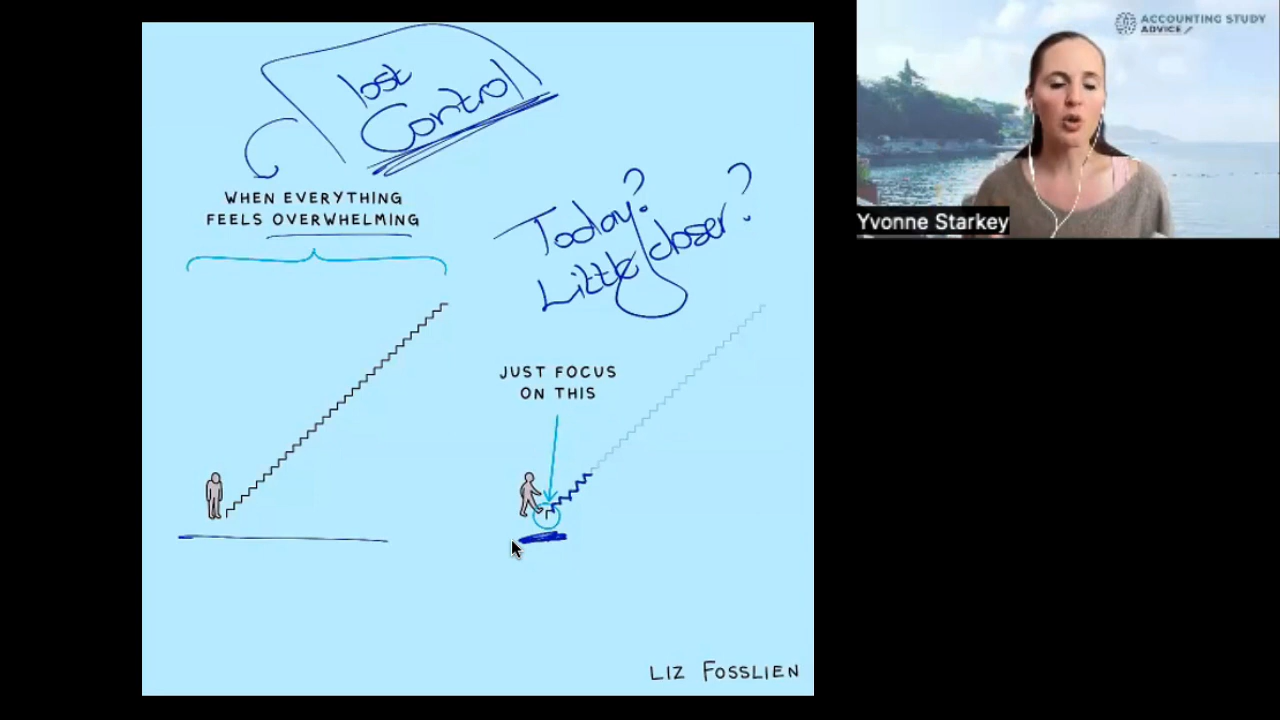 lost
Control
WHEN EVERYTHING
FEELS OVERWHELMING
Today?
Little closer?
JUST FOCUS
ON THIS
LIZ FOSSLIEN
ACCOUNTING STUDY
ADVICE
Yvonne Starkey